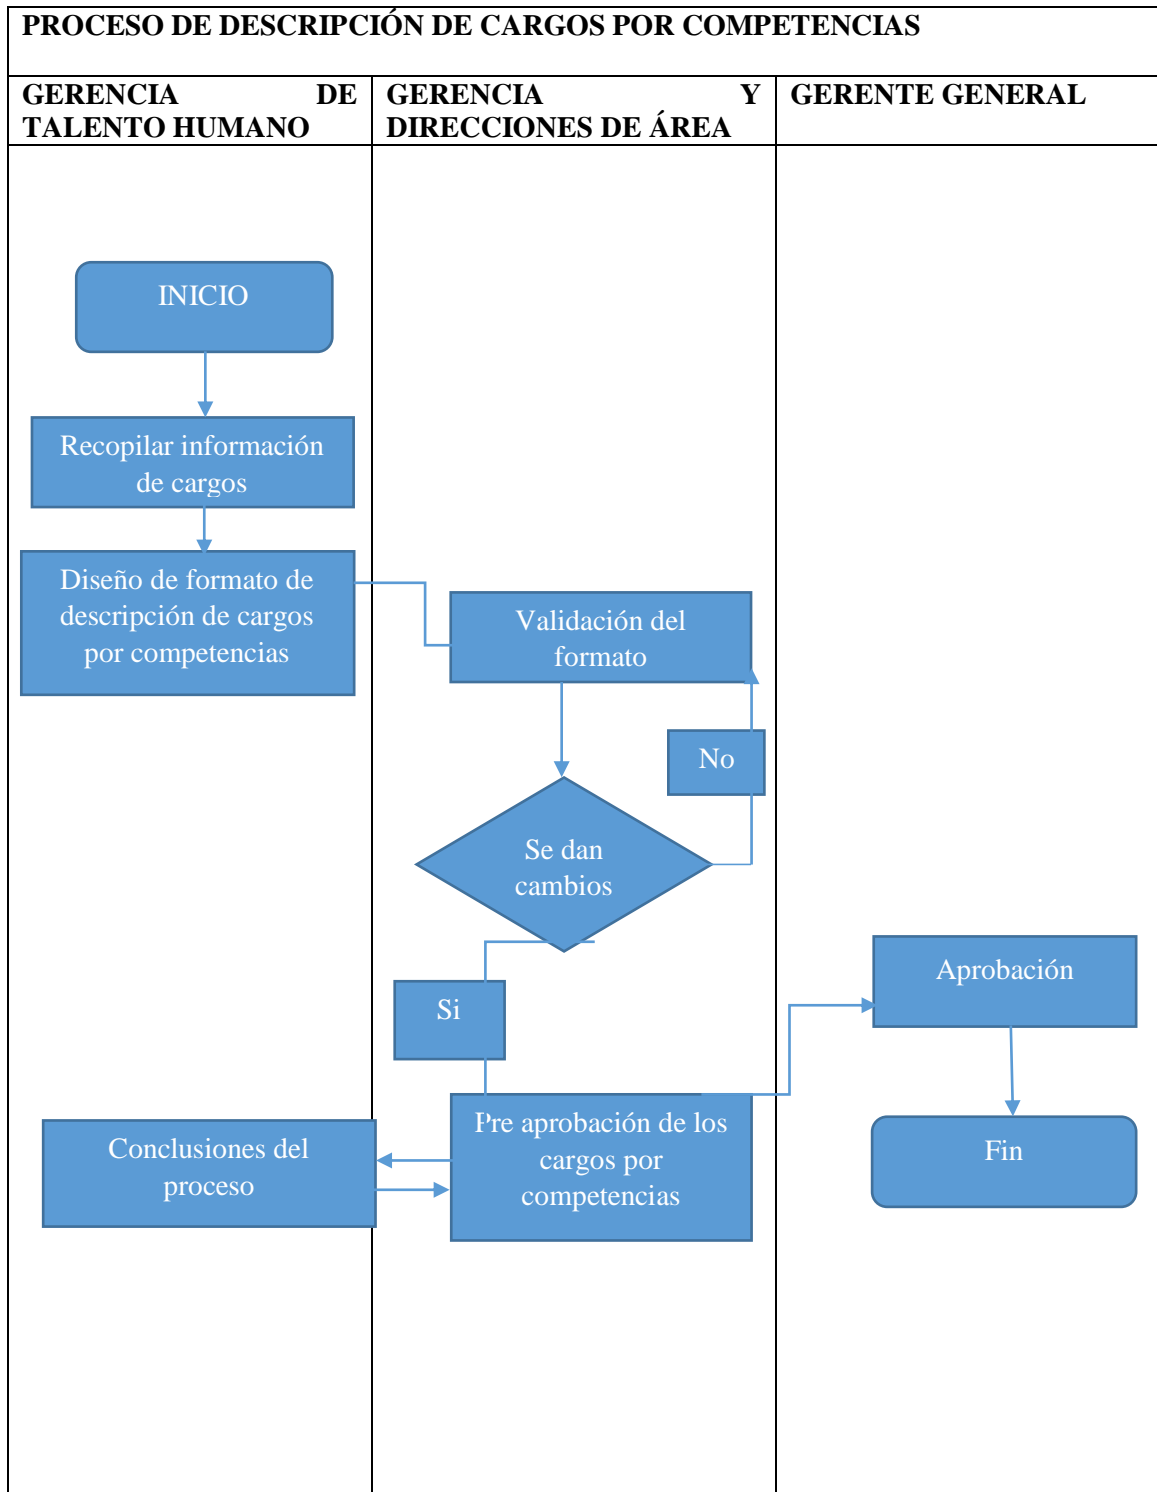 PROCESO DE DESCRIPCIÓN DE CARGOS POR COMPETENCIAS
GERENCIA DE
TALENTO HUMANO
GERENCIA Y
DIRECCIONES DE ÁREA
GERENTE GENERAL
INICIO
Recopilar información
de cargos
Diseño de formato de
descripción de cargos
por competencias
Validación del
formato
No
Se dan
cambios
Si
Aprobación
Pre aprobación de los
cargos por
competencias
Conclusiones del
proceso
Fin